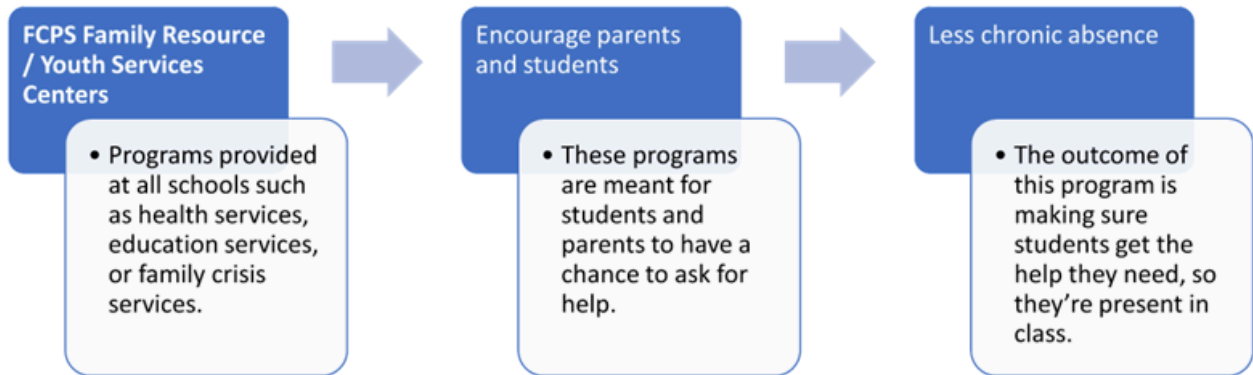 FCPS Family Resource
/ Youth Services
Centers
• Programs provided
at all schools such
as health services,
education services,
or family crisis
services.
Encourage parents
and students
• These programs
are meant for
students and
parents to have a
chance to ask for
help.
Less chronic absence
• The outcome of
this program is
making sure
students get the
help they need, so
they’re present in
class.